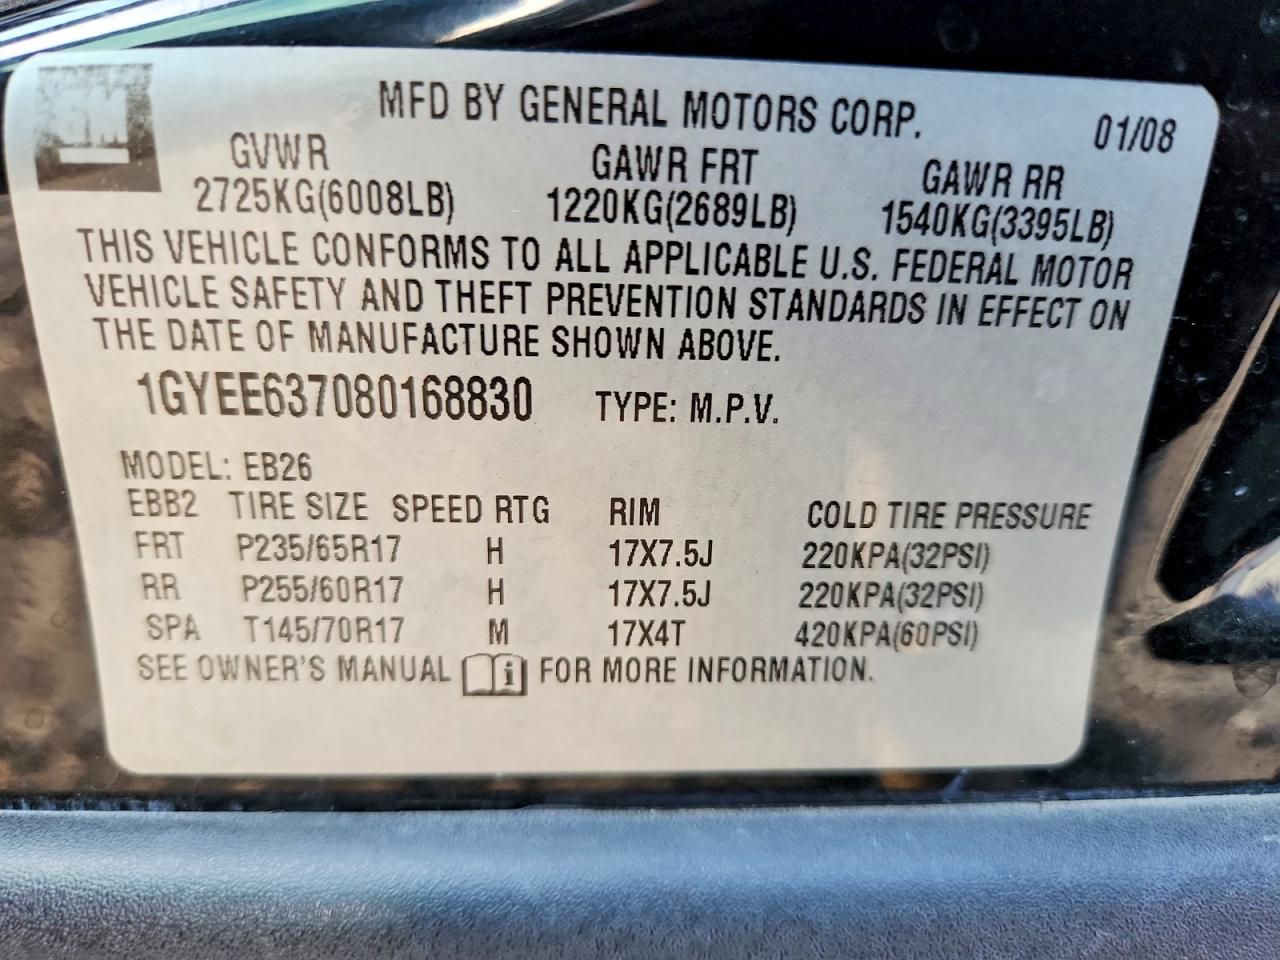 MFD BY GENERAL MOTORS CORP. 01/08
GVWR GAWR FRT GAWR RR
2725KG(6008LB) 1220KG(2689LB) 1540KG(3395LB)
THIS VEHICLE CONFORMS TO ALL APPLICABLE U.S. FEDERAL MOTOR
VEHICLE SAFETY AND THEFT PREVENTION STANDARDS IN EFFECT ON
THE DATE OF MANUFACTURE SHOWN ABOVE.
1GYEE637080168830 TYPE: M.P.V.
MODEL: EB26
EBB2 TIRE SIZE SPEED RTG RIM COLD TIRE PRESSURE
FRT P235/65R17 H 17X7.5J 220KPA(32PSI)
RR P255/60R17 H 17X7.5J 220KPA(32PSI)
SPA T145/70R17 M 17X4T 420KPA(60PSI)
SEE OWNER'S MANUAL i FOR MORE INFORMATION.